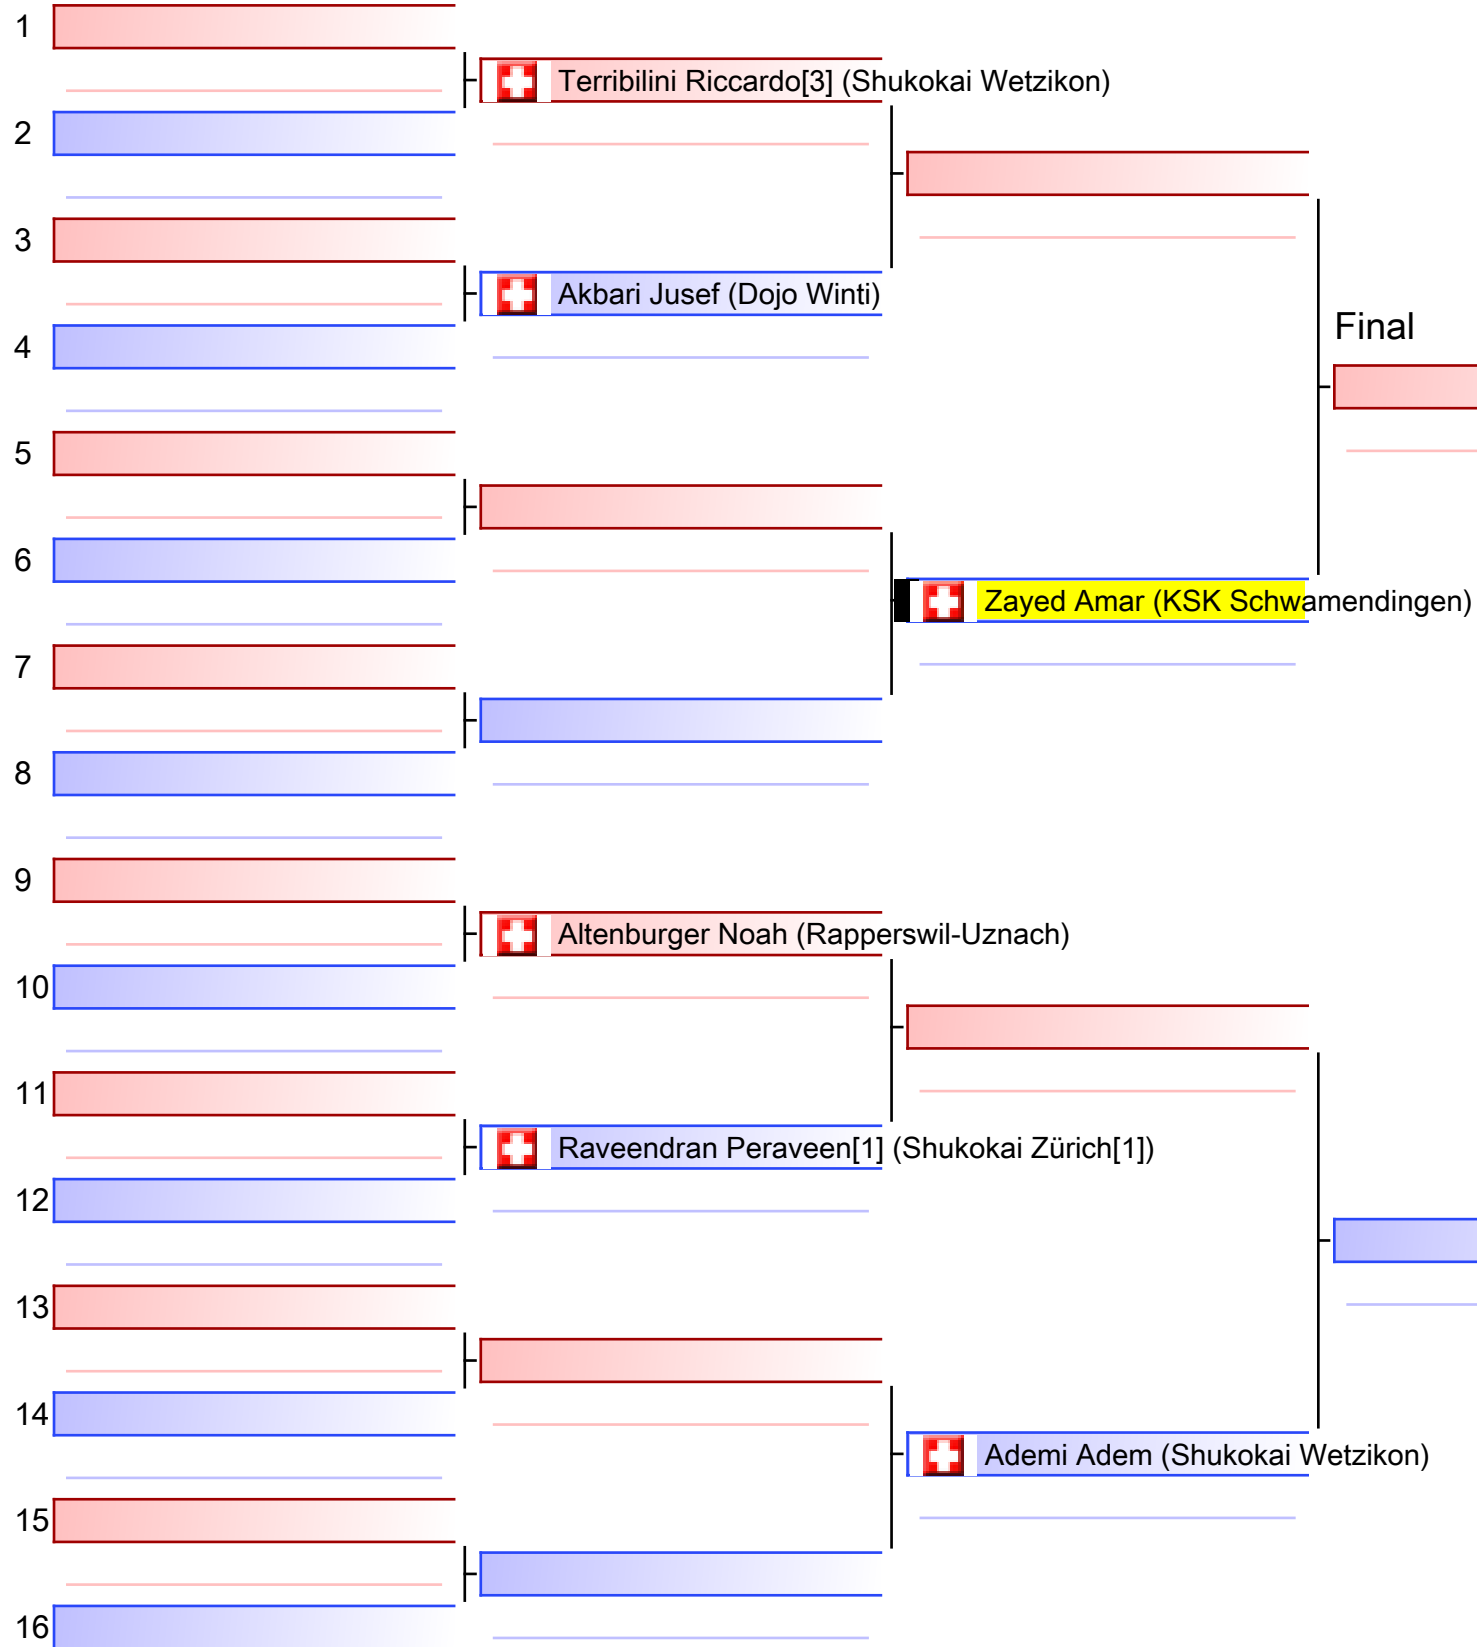 1
Terribilini Riccardo[3] (Shukokai Wetzikon)
2
3
Akbari Jusef (Dojo Winti)
4
Final
5
6
Zayed Amar (KSK Schwamendingen)
7
8
9
Altenburger Noah (Rapperswil-Uznach)
10
11
Raveendran Peraveen[1] (Shukokai Zürich[1])
12
13
14
Ademi Adem (Shukokai Wetzikon)
15
16